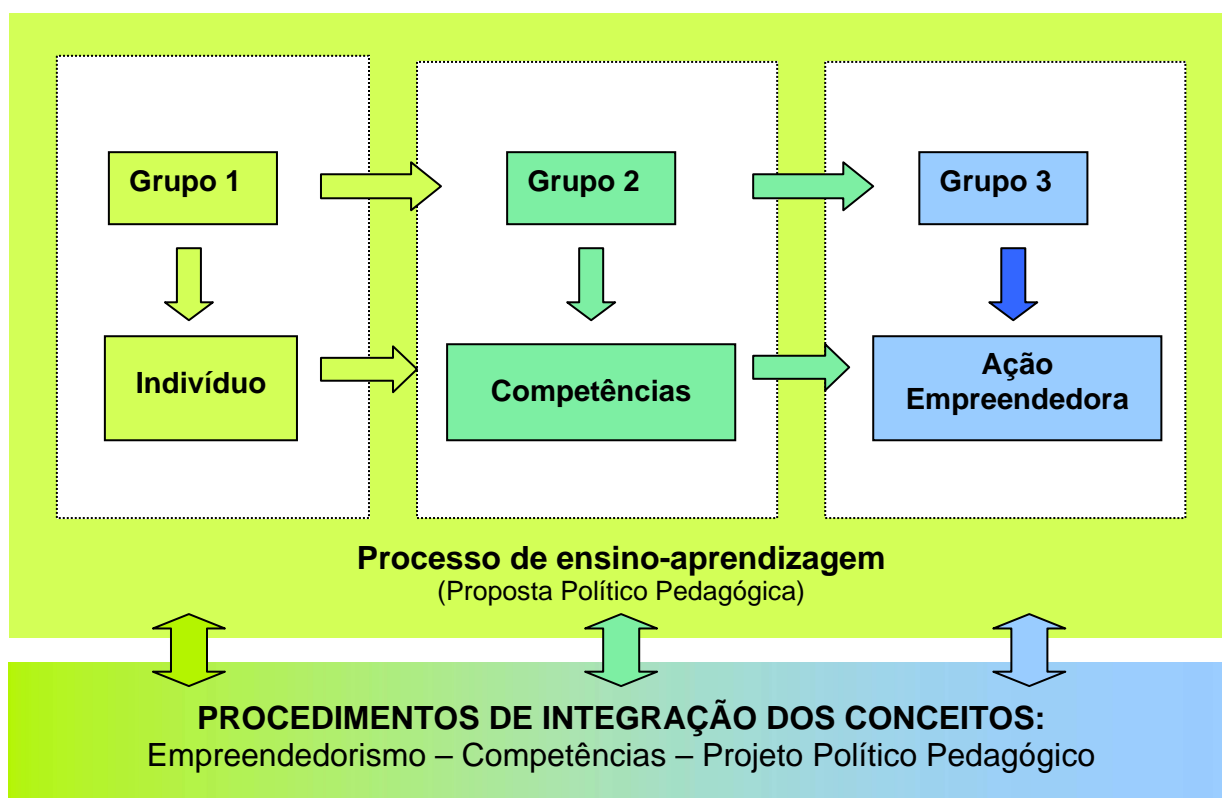 Grupo 1
Grupo 2
Grupo 3
Indivíduo
Competências
Ação
Empreendedora
Processo de ensino-aprendizagem
(Proposta Político Pedagógica)
PROCEDIMENTOS DE INTEGRAÇÃO DOS CONCEITOS:
Empreendedorismo – Competências – Projeto Político Pedagógico